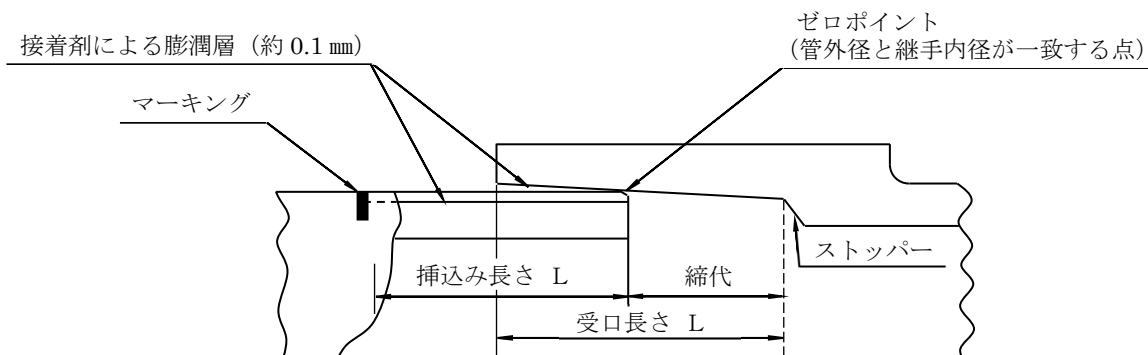 ゼロポイント
接着剤による膨潤層（約 0.1 ㎜）
（管外径と継手内径が一致する点）
マーキング
ストッパー
挿込み長さ L
締代
受口長さ L